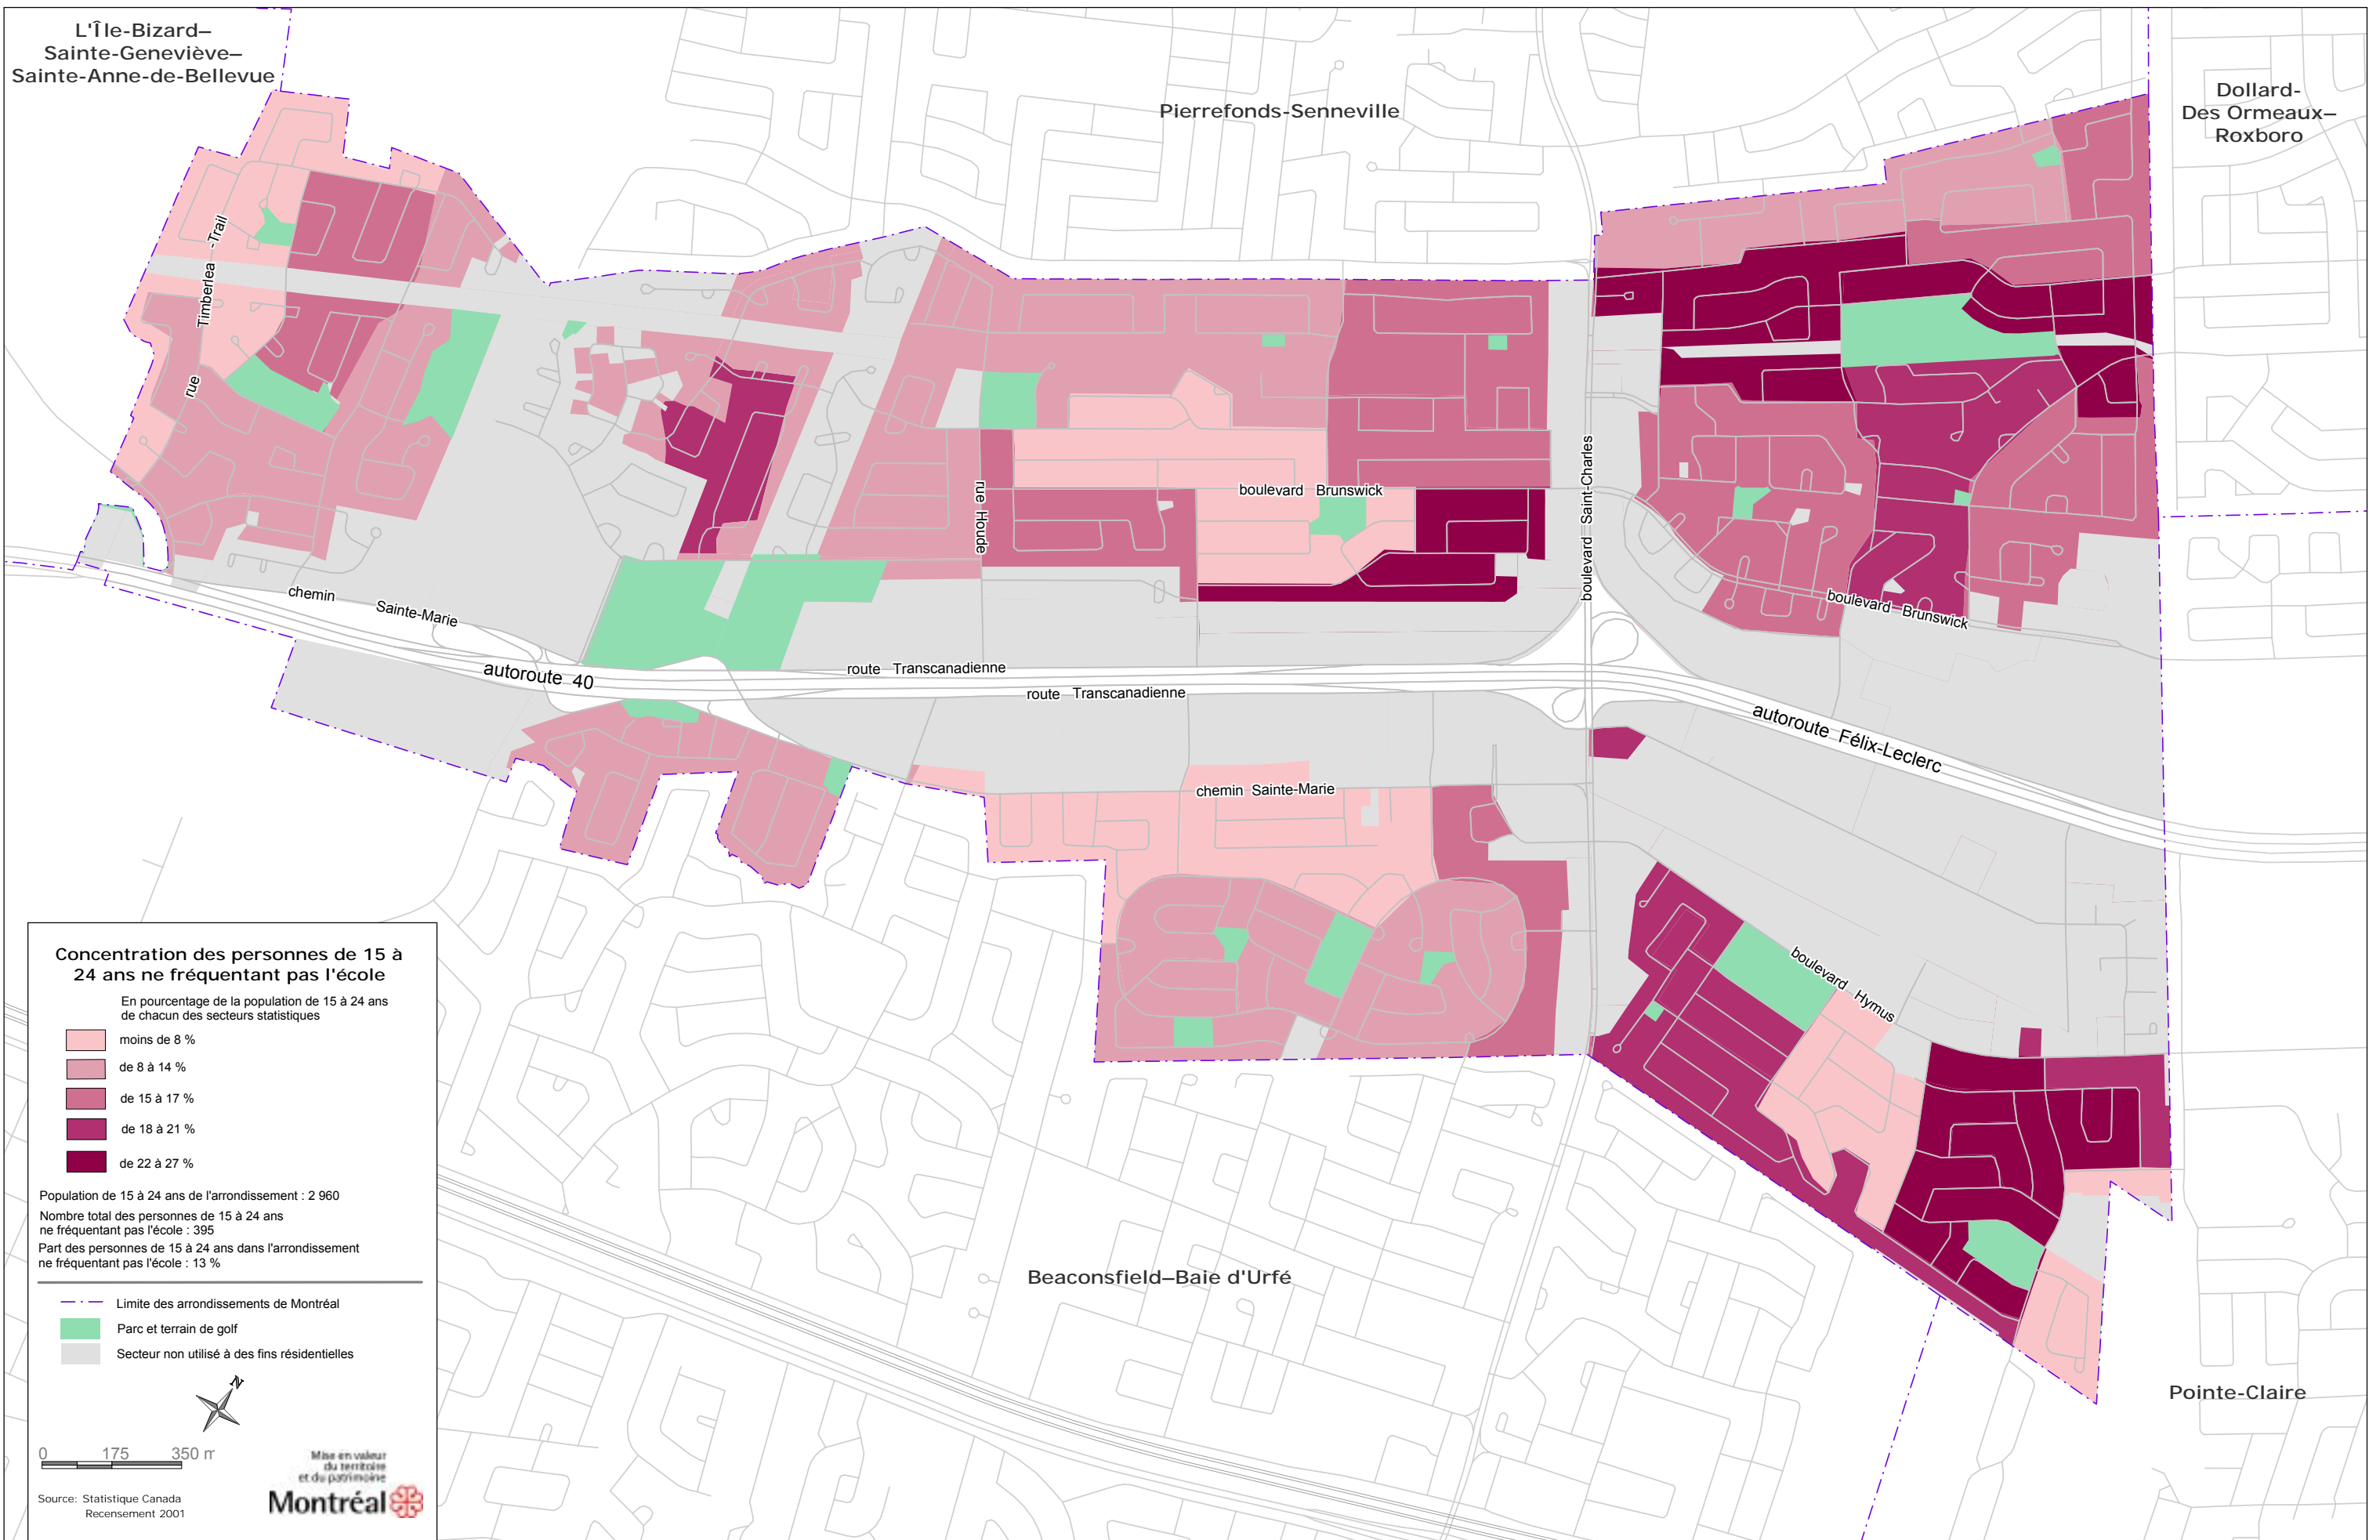 L'Île-Bizard–
Sainte-Geneviève–
Sainte-Anne-de-Bellevue
Pierrefonds-Senneville
Dollard-
Des Ormeaux–
Roxboro
rue Timberlea -Trail
boulevard Brunswick
rue Houde
boulevard Saint-Charles
boulevard Brunswick
chemin Sainte-Marie
autoroute 40
route Transcanadienne
route Transcanadienne
autoroute Félix-Leclerc
chemin Sainte-Marie
boulevard Hymus
Beaconsfield–Baie d'Urfé
Pointe-Claire
Concentration des personnes de 15 à
24 ans ne fréquentant pas l'école
En pourcentage de la population de 15 à 24 ans
de chacun des secteurs statistiques
moins de 8 %
de 8 à 14 %
de 15 à 17 %
de 18 à 21 %
de 22 à 27 %
Population de 15 à 24 ans de l'arrondissement : 2 960
Nombre total des personnes de 15 à 24 ans
ne fréquentant pas l'école : 395
Part des personnes de 15 à 24 ans dans l'arrondissement
ne fréquentant pas l'école : 13 %
Limite des arrondissements de Montréal
Parc et terrain de golf
Secteur non utilisé à des fins résidentielles
N
0 175 350 m
Mise en valeur
du territoire
et du patrimoine
Montréal
Source: Statistique Canada
Recensement 2001